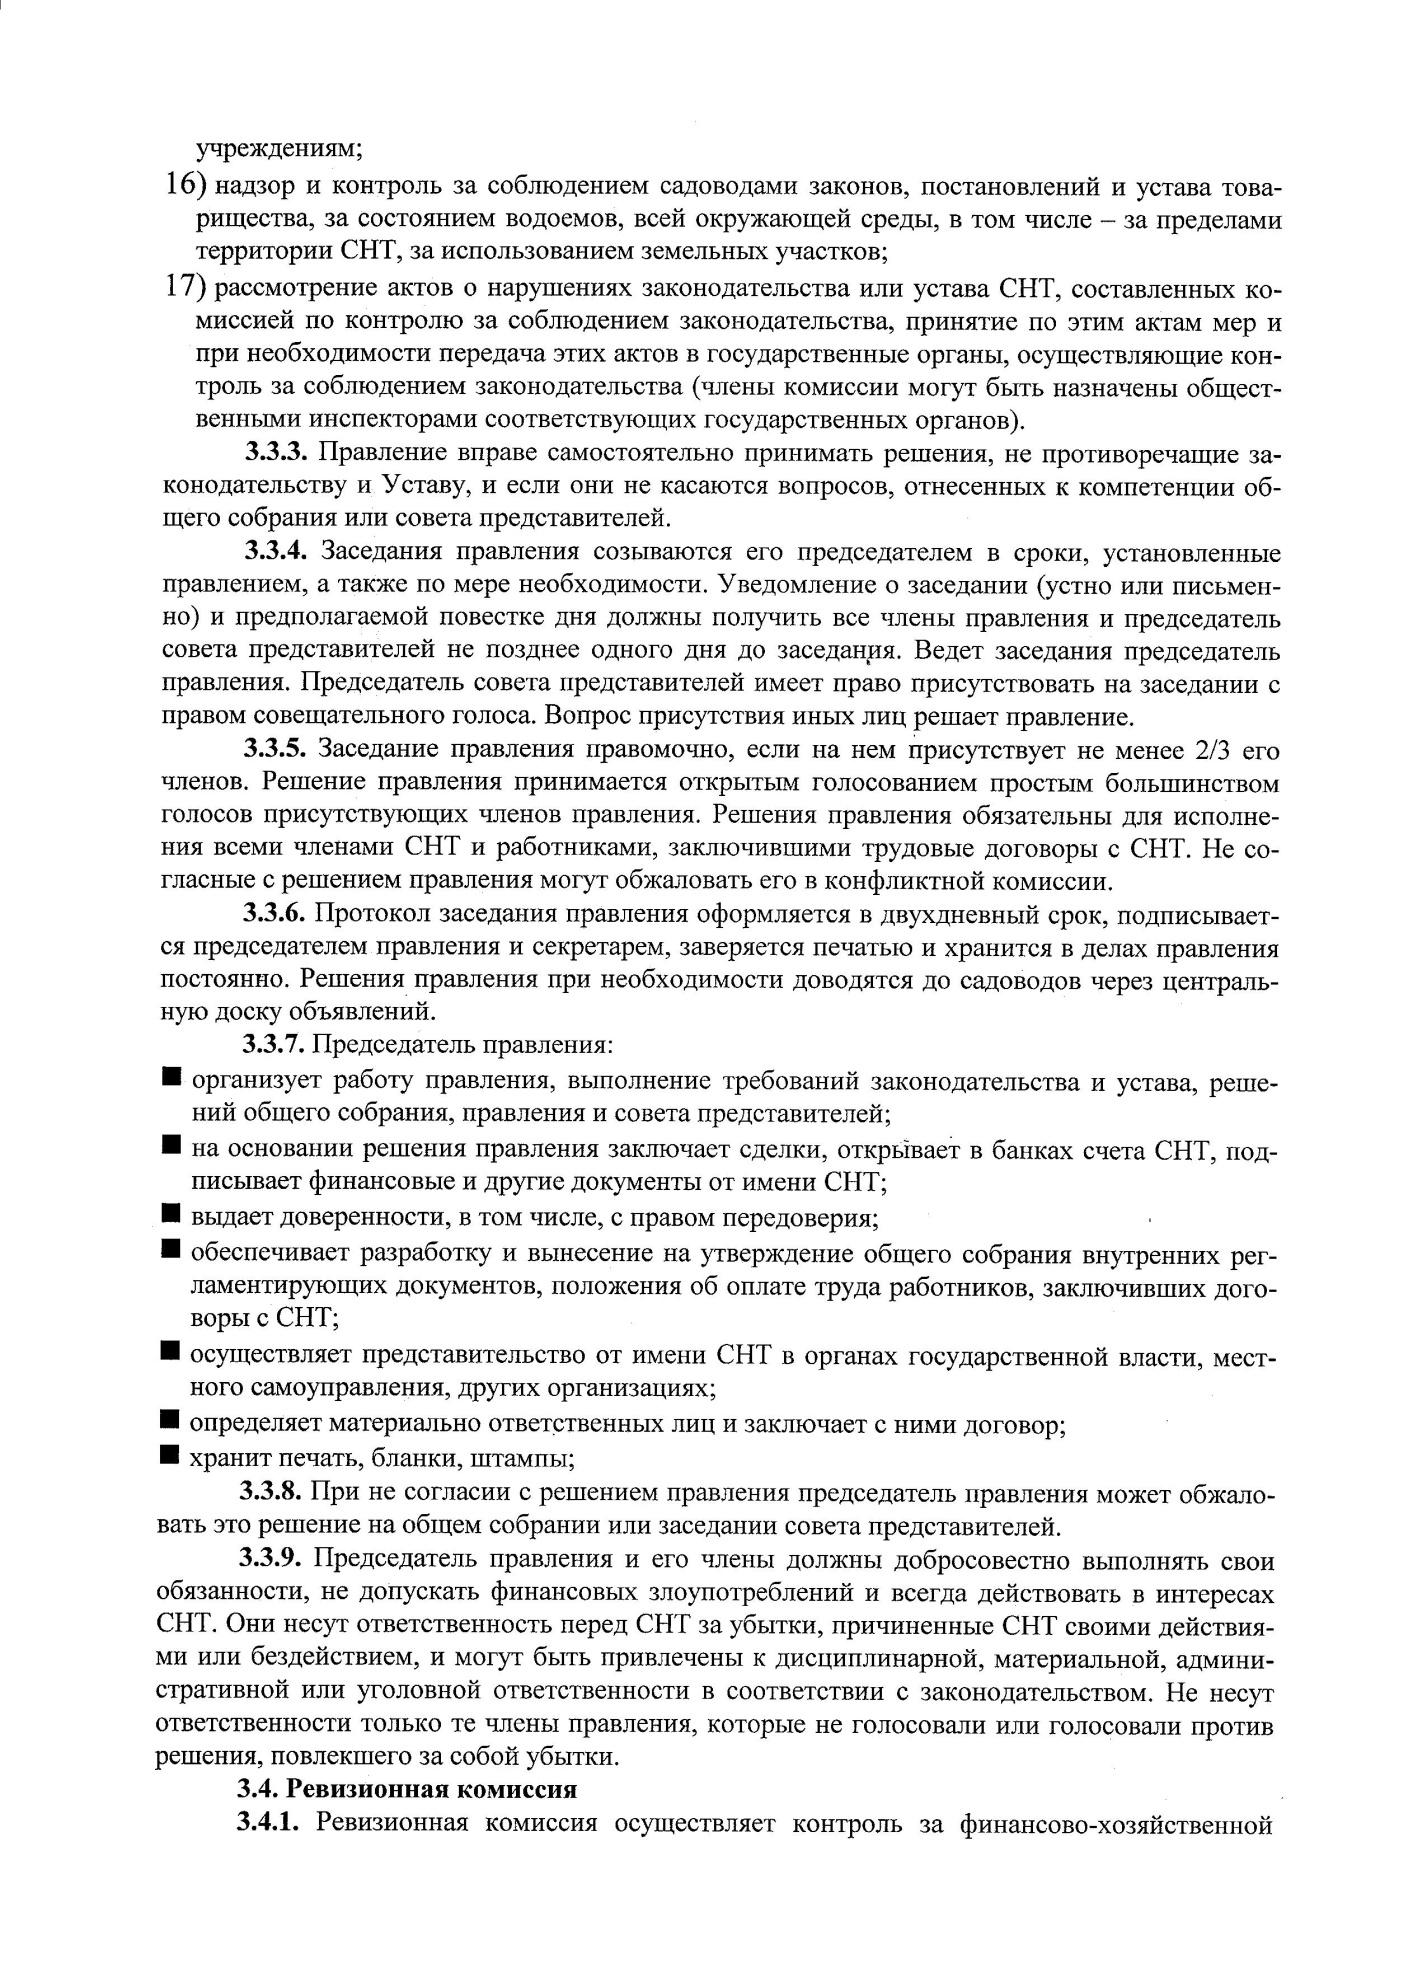 учреждениям;
16) надзор и контроль за соблюдением садоводами законов, постановлений и устава това-
рищества, за состоянием водоемов, всей окружающей среды, в том числе – за пределами
территории СНТ, за использованием земельных участков;
17) рассмотрение актов о нарушениях законодательства или устава СНТ, составленных ко-
миссией по контролю за соблюдением законодательства, принятие по этим актам мер и
при необходимости передача этих актов в государственные органы, осуществляющие кон-
троль за соблюдением законодательства (члены комиссии могут быть назначены общест-
венными инспекторами соответствующих государственных органов).
3.3.3. Правление вправе самостоятельно принимать решения, не противоречащие за-
конодательству и Уставу, и если они не касаются вопросов, отнесенных к компетенции об-
щего собрания или совета представителей.
3.3.4. Заседания правления созываются его председателем в сроки, установленные
правлением, а также по мере необходимости. Уведомление о заседании (устно или письмен-
но) и предполагаемой повестке дня должны получить все члены правления и председатель
совета представителей не позднее одного дня до заседания. Ведет заседания председатель
правления. Председатель совета представителей имеет право присутствовать на заседании с
правом совещательного голоса. Вопрос присутствия иных лиц решает правление.
3.3.5. Заседание правления правомочно, если на нем присутствует не менее 2/3 его
членов. Решение правления принимается открытым голосованием простым большинством
голосов присутствующих членов правления. Решения правления обязательны для исполне-
ния всеми членами СНТ и работниками, заключившими трудовые договоры с СНТ. Не со-
гласные с решением правления могут обжаловать его в конфликтной комиссии.
3.3.6. Протокол заседания правления оформляется в двухдневный срок, подписывает-
ся председателем правления и секретарем, заверяется печатью и хранится в делах правления
постоянно. Решения правления при необходимости доводятся до садоводов через централь-
ную доску объявлений.
3.3.7. Председатель правления:
■ организует работу правления, выполнение требований законодательства и устава, реше-
ний общего собрания, правления и совета представителей;
■ на основании решения правления заключает сделки, открывает в банках счета СНТ, под-
писывает финансовые и другие документы от имени СНТ;
■ выдает доверенности, в том числе, с правом передоверия;
■ обеспечивает разработку и вынесение на утверждение общего собрания внутренних рег-
ламентирующих документов, положения об оплате труда работников, заключивших дого-
воры с СНТ;
■ осуществляет представительство от имени СНТ в органах государственной власти, мест-
ного самоуправления, других организациях;
■ определяет материально ответственных лиц и заключает с ними договор;
■ хранит печать, бланки, штампы;
3.3.8. При не согласии с решением правления председатель правления может обжало-
вать это решение на общем собрании или заседании совета представителей.
3.3.9. Председатель правления и его члены должны добросовестно выполнять свои
обязанности, не допускать финансовых злоупотреблений и всегда действовать в интересах
СНТ. Они несут ответственность перед СНТ за убытки, причиненные СНТ своими действия-
ми или бездействием, и могут быть привлечены к дисциплинарной, материальной, админи-
стративной или уголовной ответственности в соответствии с законодательством. Не несут
ответственности только те члены правления, которые не голосовали или голосовали против
решения, повлекшего за собой убытки.
3.4. Ревизионная комиссия
3.4.1. Ревизионная комиссия осуществляет контроль за финансово-хозяйственной